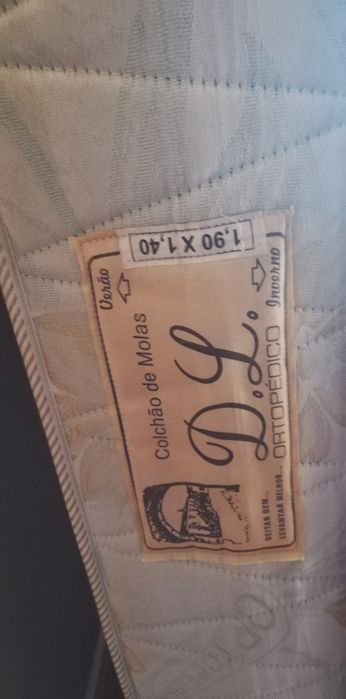 Colchão de Molas
D.L.
ORTOPÉDICO
DEITAR BEM...
LEVANTAR MELHOR...
Verão
Inverno
1,90 X 1,40